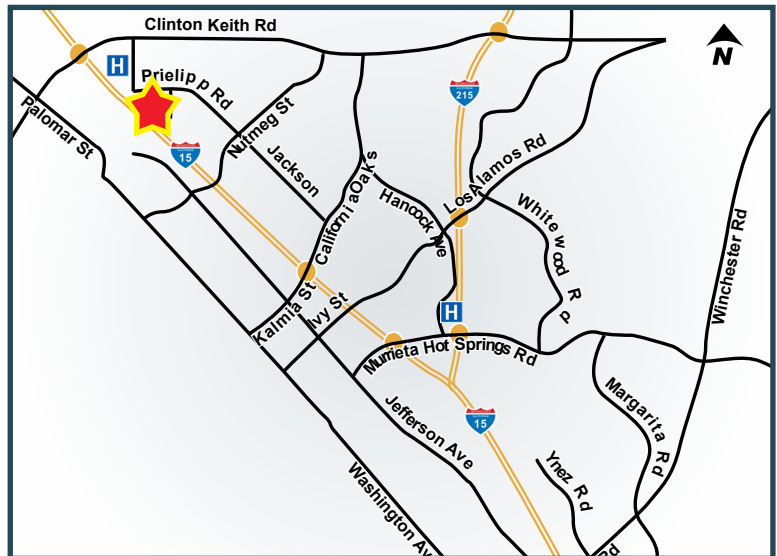 Clinton Keith Rd
H
Prielipp Rd
Palomar St
Nutmeg St
15
215
Jackson
California Oaks
Hancock Ave
Los Alamos Rd
Whitewood Rd
Winchester Rd
N
Kalmia St
Ivy St
H
Murrieta Hot Springs Rd
Jefferson Ave
15
Margarita Rd
Ynez Rd
Washington Av
Rd